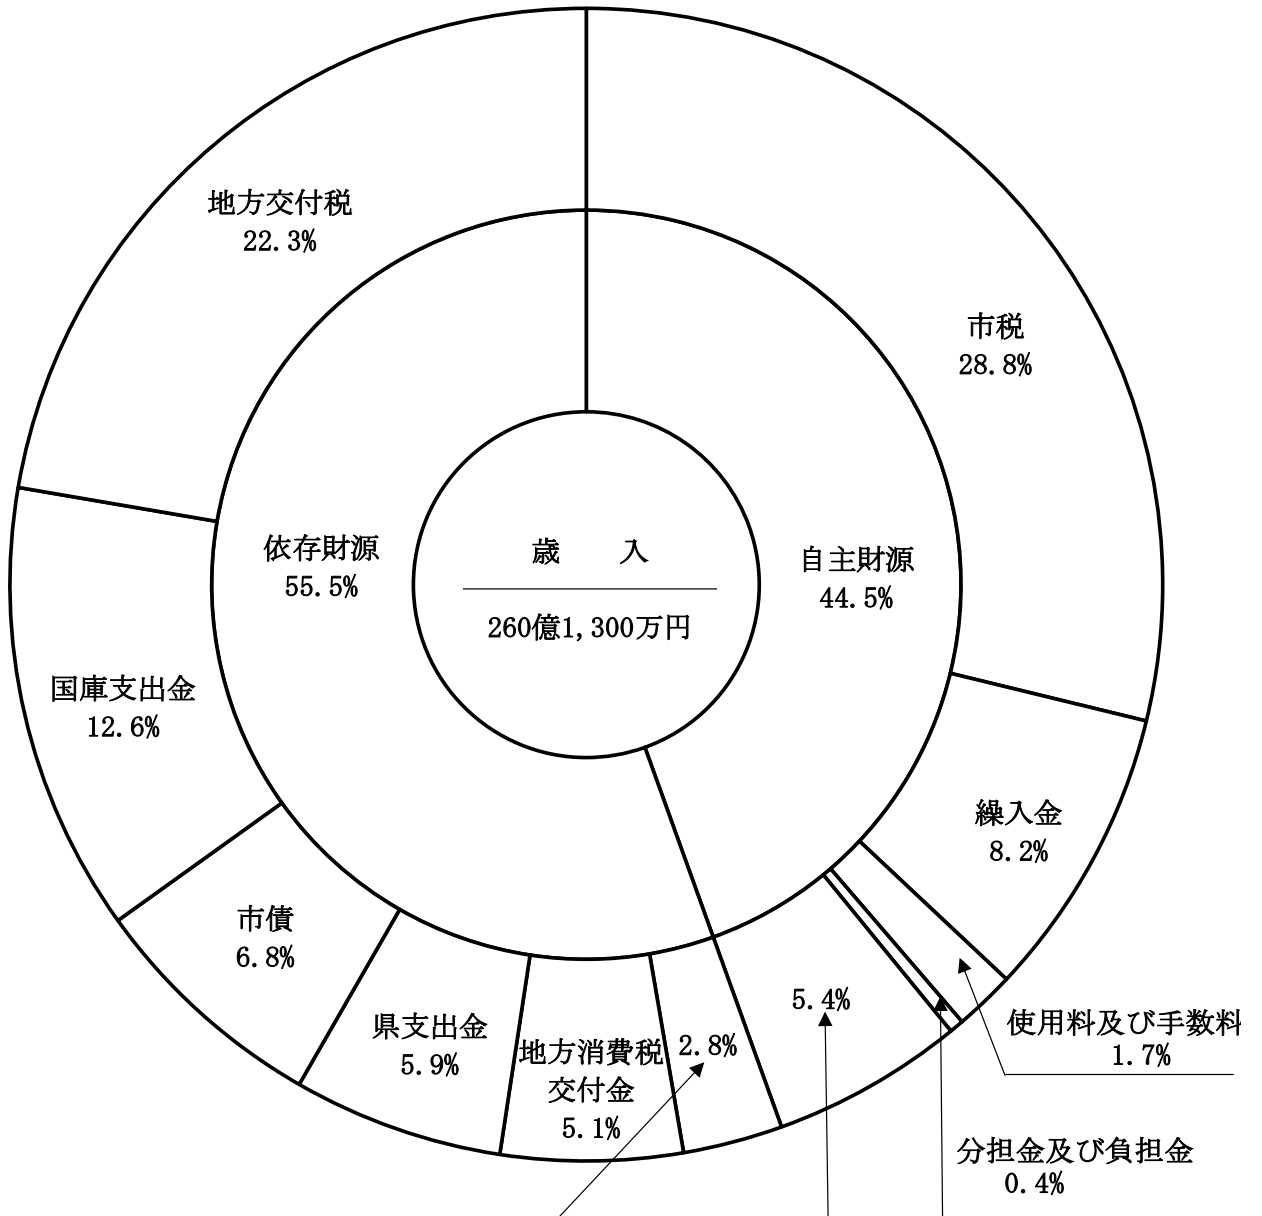 地方交付税
22.3%
市税
28.8%
依存財源
55.5%
歳　入
260億1,300万円
自主財源
44.5%
国庫支出金
12.6%
繰入金
8.2%
市債
6.8%
県支出金
5.9%
地方消費税
交付金
5.1%
2.8%
5.4%
使用料及び手数料
1.7%
分担金及び負担金
0.4%